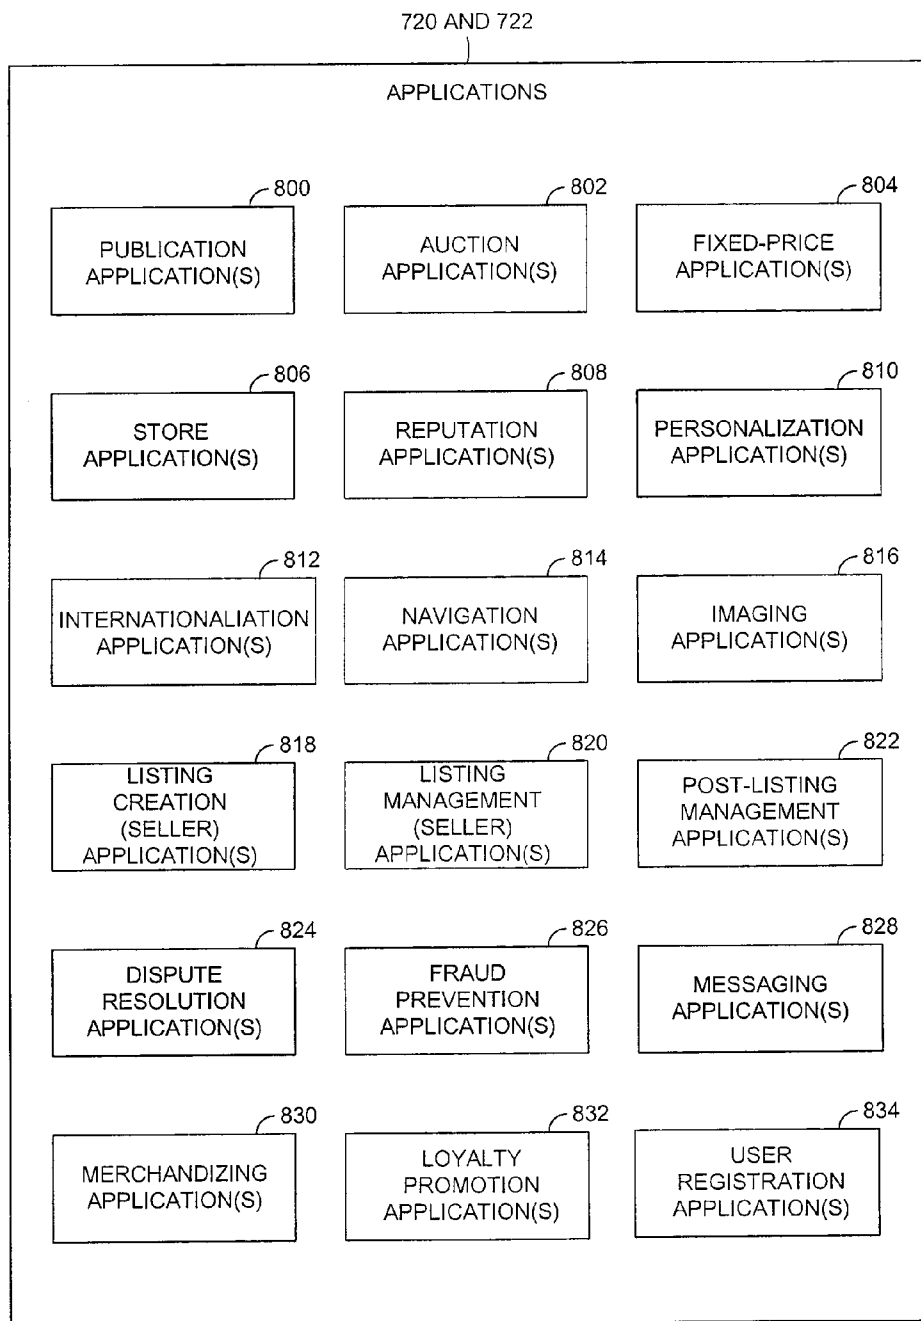 720 AND 722
APPLICATIONS
800
PUBLICATION
APPLICATION(S)
802
AUCTION
APPLICATION(S)
804
FIXED-PRICE
APPLICATION(S)
806
STORE
APPLICATION(S)
808
REPUTATION
APPLICATION(S)
810
PERSONALIZATION
APPLICATION(S)
812
INTERNATIONALIATION
APPLICATION(S)
814
NAVIGATION
APPLICATION(S)
816
IMAGING
APPLICATION(S)
818
LISTING
CREATION
(SELLER)
APPLICATION(S)
820
LISTING
MANAGEMENT
(SELLER)
APPLICATION(S)
822
POST-LISTING
MANAGEMENT
APPLICATION(S)
824
DISPUTE
RESOLUTION
APPLICATION(S)
826
FRAUD
PREVENTION
APPLICATION(S)
828
MESSAGING
APPLICATION(S)
830
MERCHANDIZING
APPLICATION(S)
832
LOYALTY
PROMOTION
APPLICATION(S)
834
USER
REGISTRATION
APPLICATION(S)